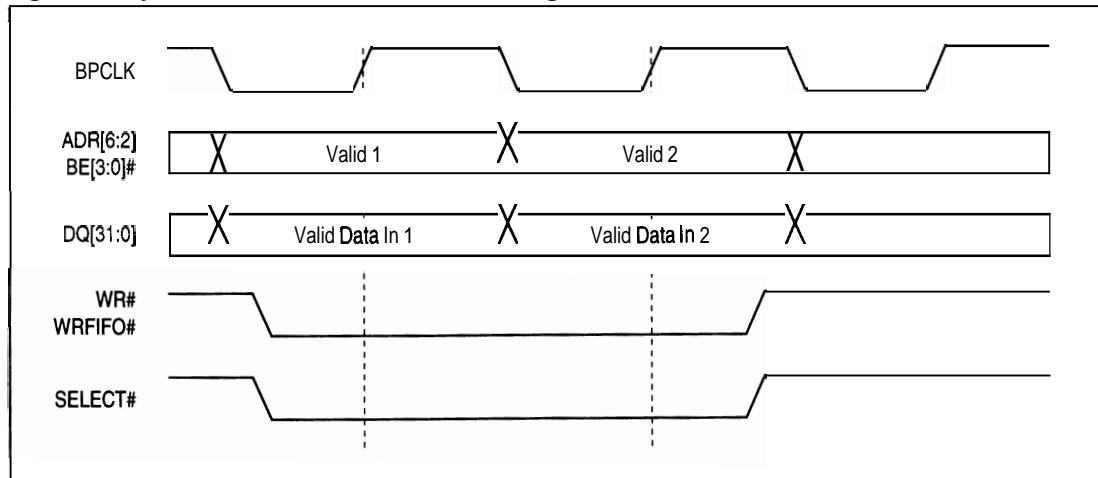 BPCLK
ADR[6:2]
BE[3:0]#
Valid 1
Valid 2
DQ[31:0]
Valid Data In 1
Valid Data In 2
WR#
WRFIFO#
SELECT#